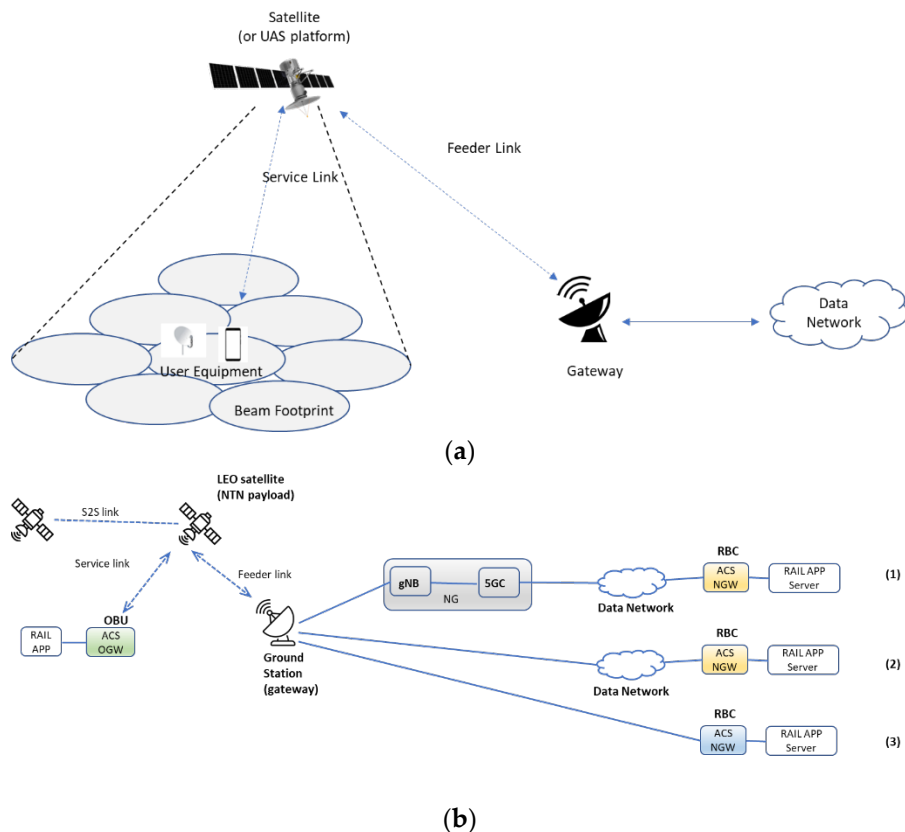 Satellite
(or UAS platform)
Feeder Link
Service Link
Data
Network
User Equipment
Gateway
Beam Footprint
(a)
LEO satellite
(NTN payload)
S2S link
Service link
Feeder link
OBU
RAIL
APP
ACS
OGW
Ground
Station
(gateway)
gNB
5GC
NG
Data Network
RBC
ACS
NGW
RAIL APP
Server
(1)
Data Network
RBC
ACS
NGW
RAIL APP
Server
(2)
RBC
ACS
NGW
RAIL APP
Server
(3)
(b)